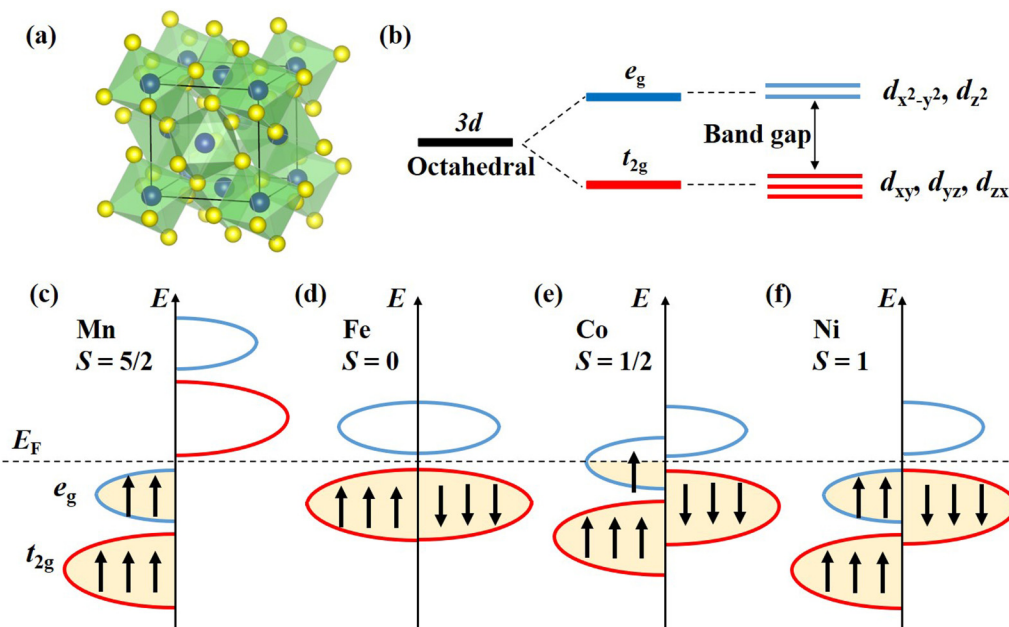 (a)
(b)
3d
Octahedral
e_g
t_2g
Band gap
d_x²-y², d_z²
d_xy, d_yz, d_zx
(c)
E
Mn
S = 5/2
E_F
e_g
t_2g
(d)
E
Fe
S = 0
(e)
E
Co
S = 1/2
(f)
E
Ni
S = 1